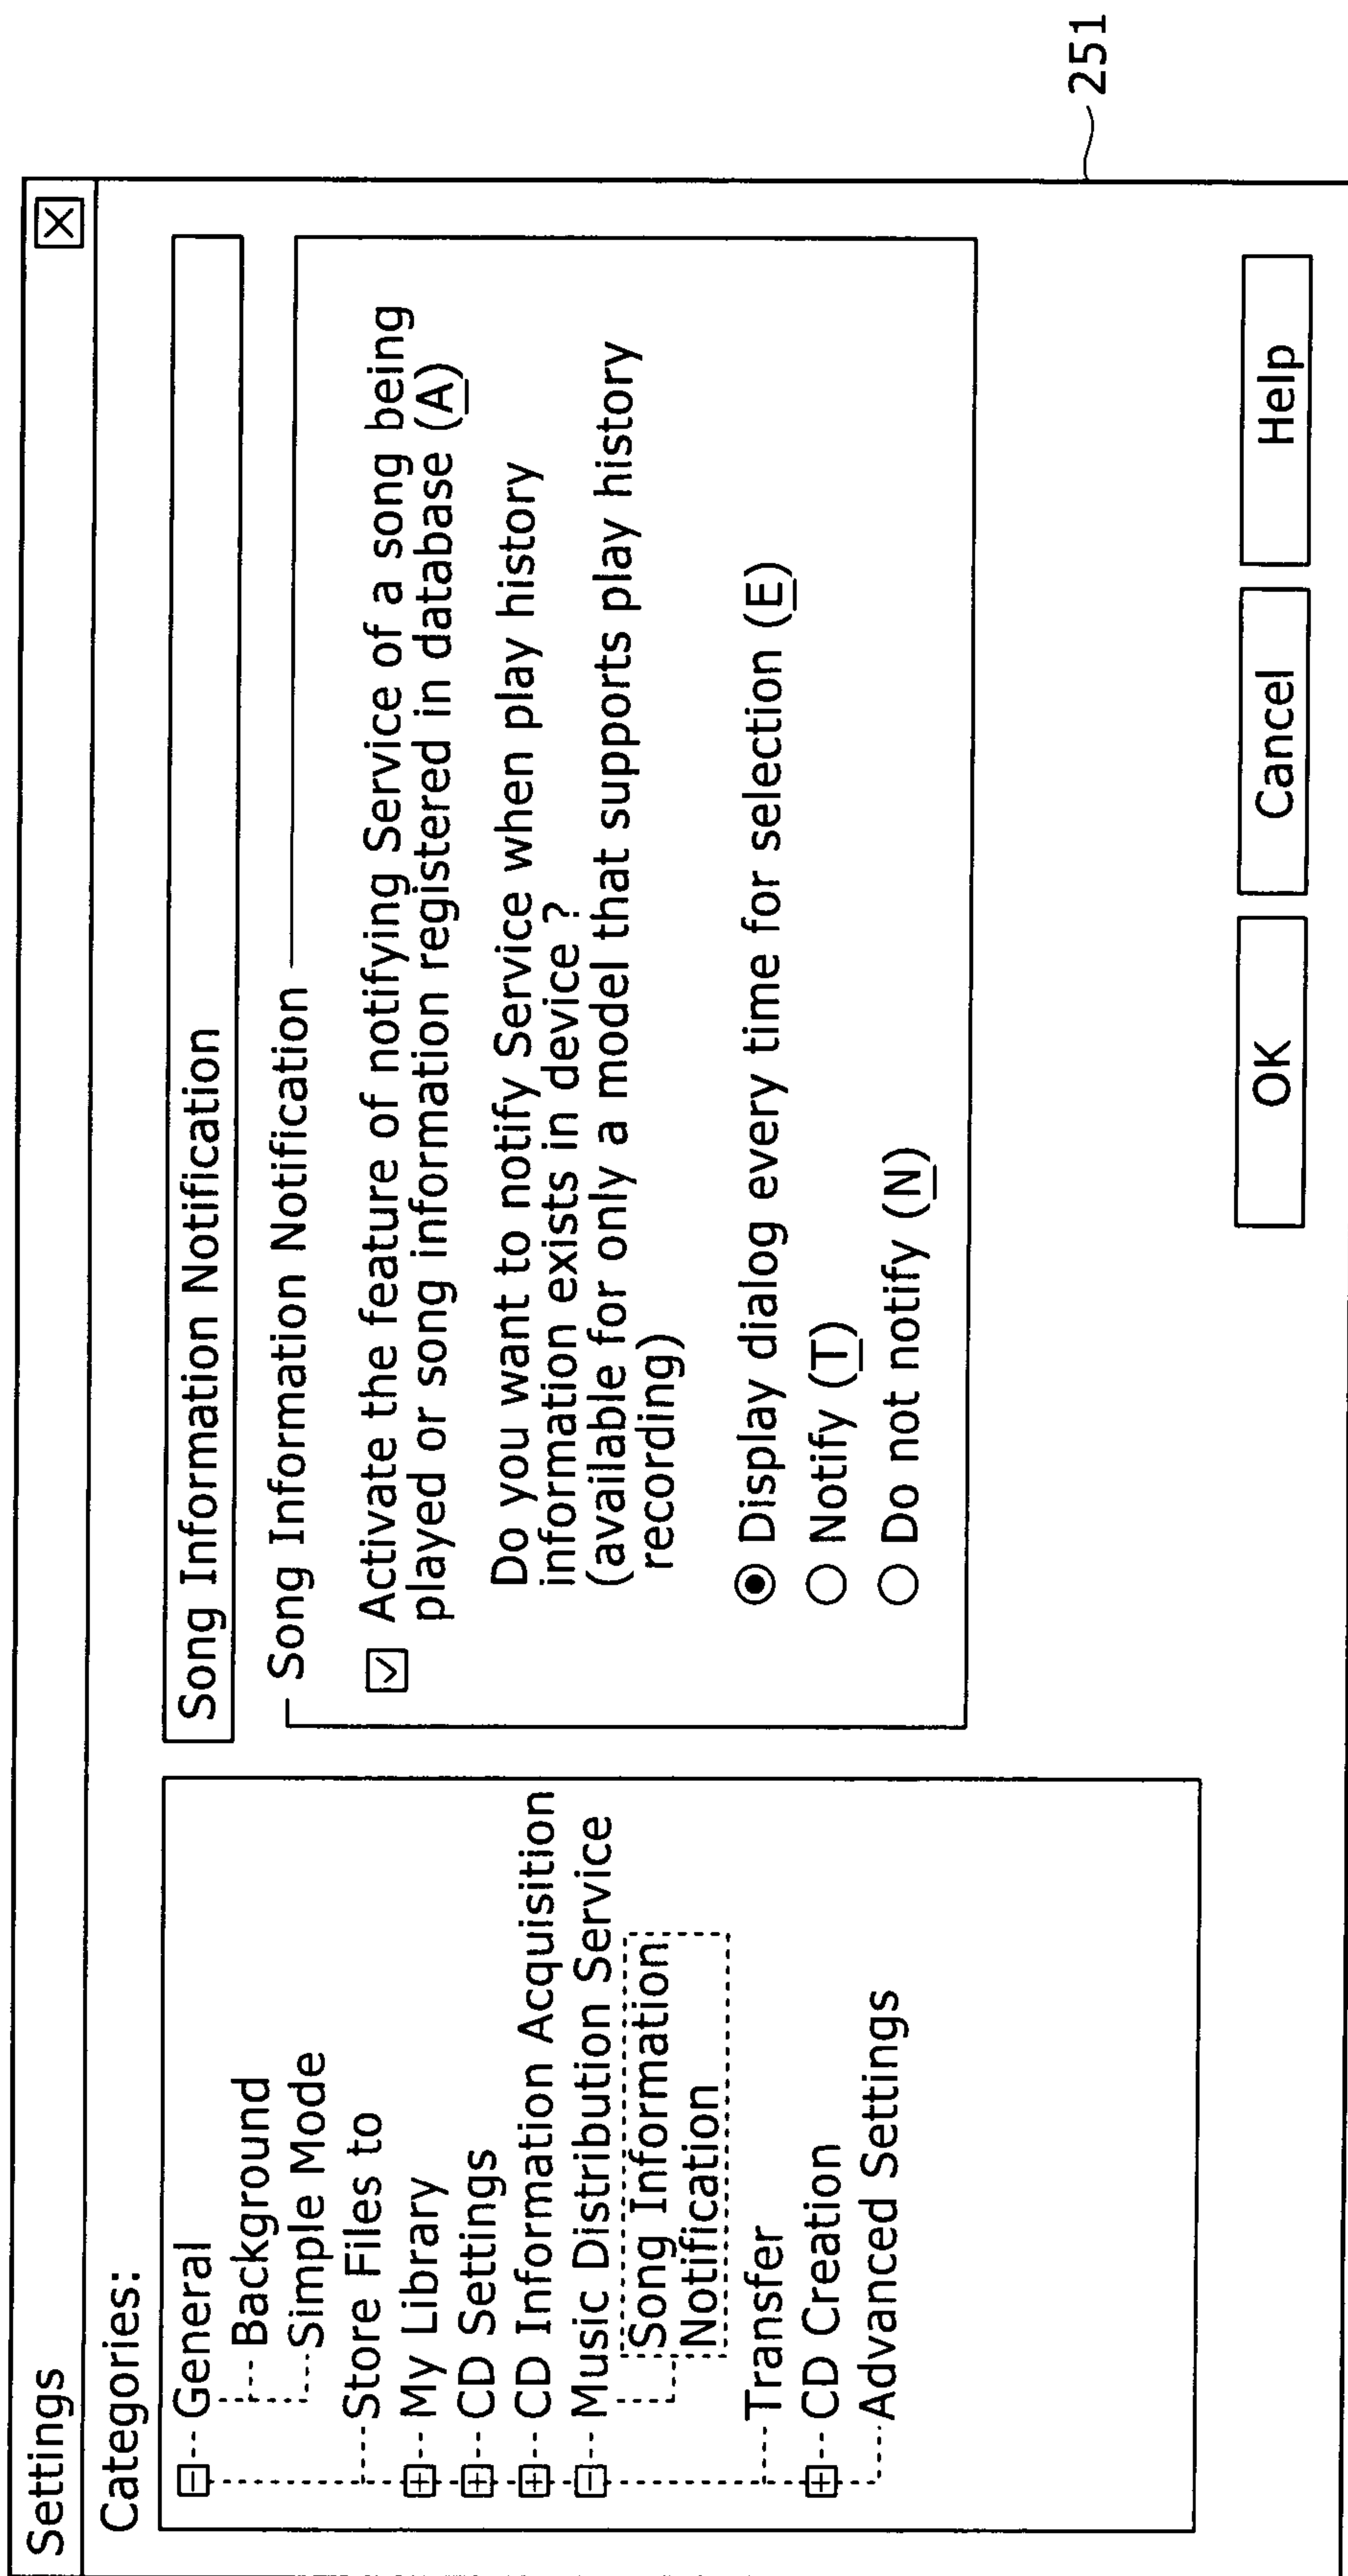 Settings
Categories:
General
Background
Simple Mode
Store Files to
My Library
CD Settings
CD Information Acquisition
Music Distribution Service
Song Information
Notification
Transfer
CD Creation
Advanced Settings
Song Information Notification
Song Information Notification
Activate the feature of notifying Service of a song being
played or song information registered in database (A)
Do you want to notify Service when play history
information exists in device ?
(available for only a model that supports play history
recording)
Display dialog every time for selection (E)
Notify (T)
Do not notify (N)
OK
Cancel
Help
251